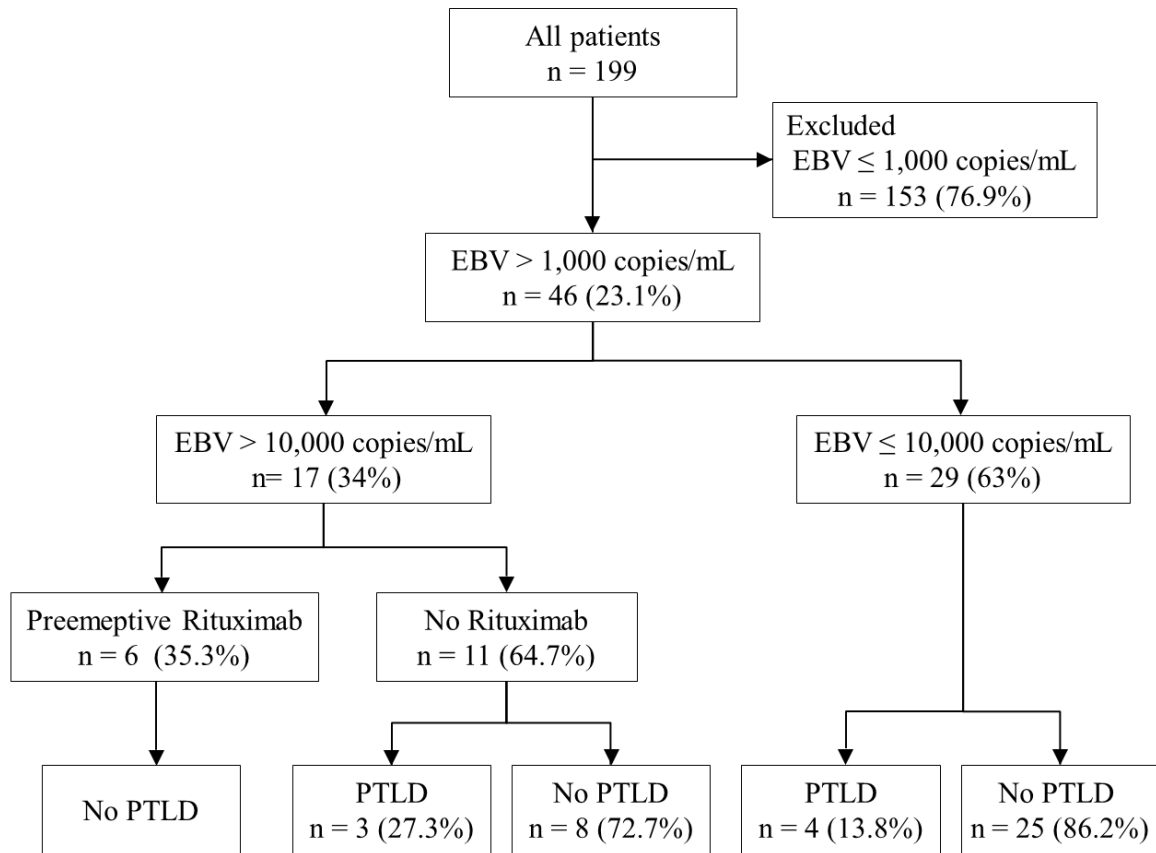 All patients
n = 199
Excluded
EBV ≤ 1,000 copies/mL
n = 153 (76.9%)
EBV > 1,000 copies/mL
n = 46 (23.1%)
EBV > 10,000 copies/mL
n= 17 (34%)
EBV ≤ 10,000 copies/mL
n = 29 (63%)
Preemeptive Rituximab
n = 6 (35.3%)
No Rituximab
n = 11 (64.7%)
No PTLD
PTLD
n = 3 (27.3%)
No PTLD
n = 8 (72.7%)
PTLD
n = 4 (13.8%)
No PTLD
n = 25 (86.2%)